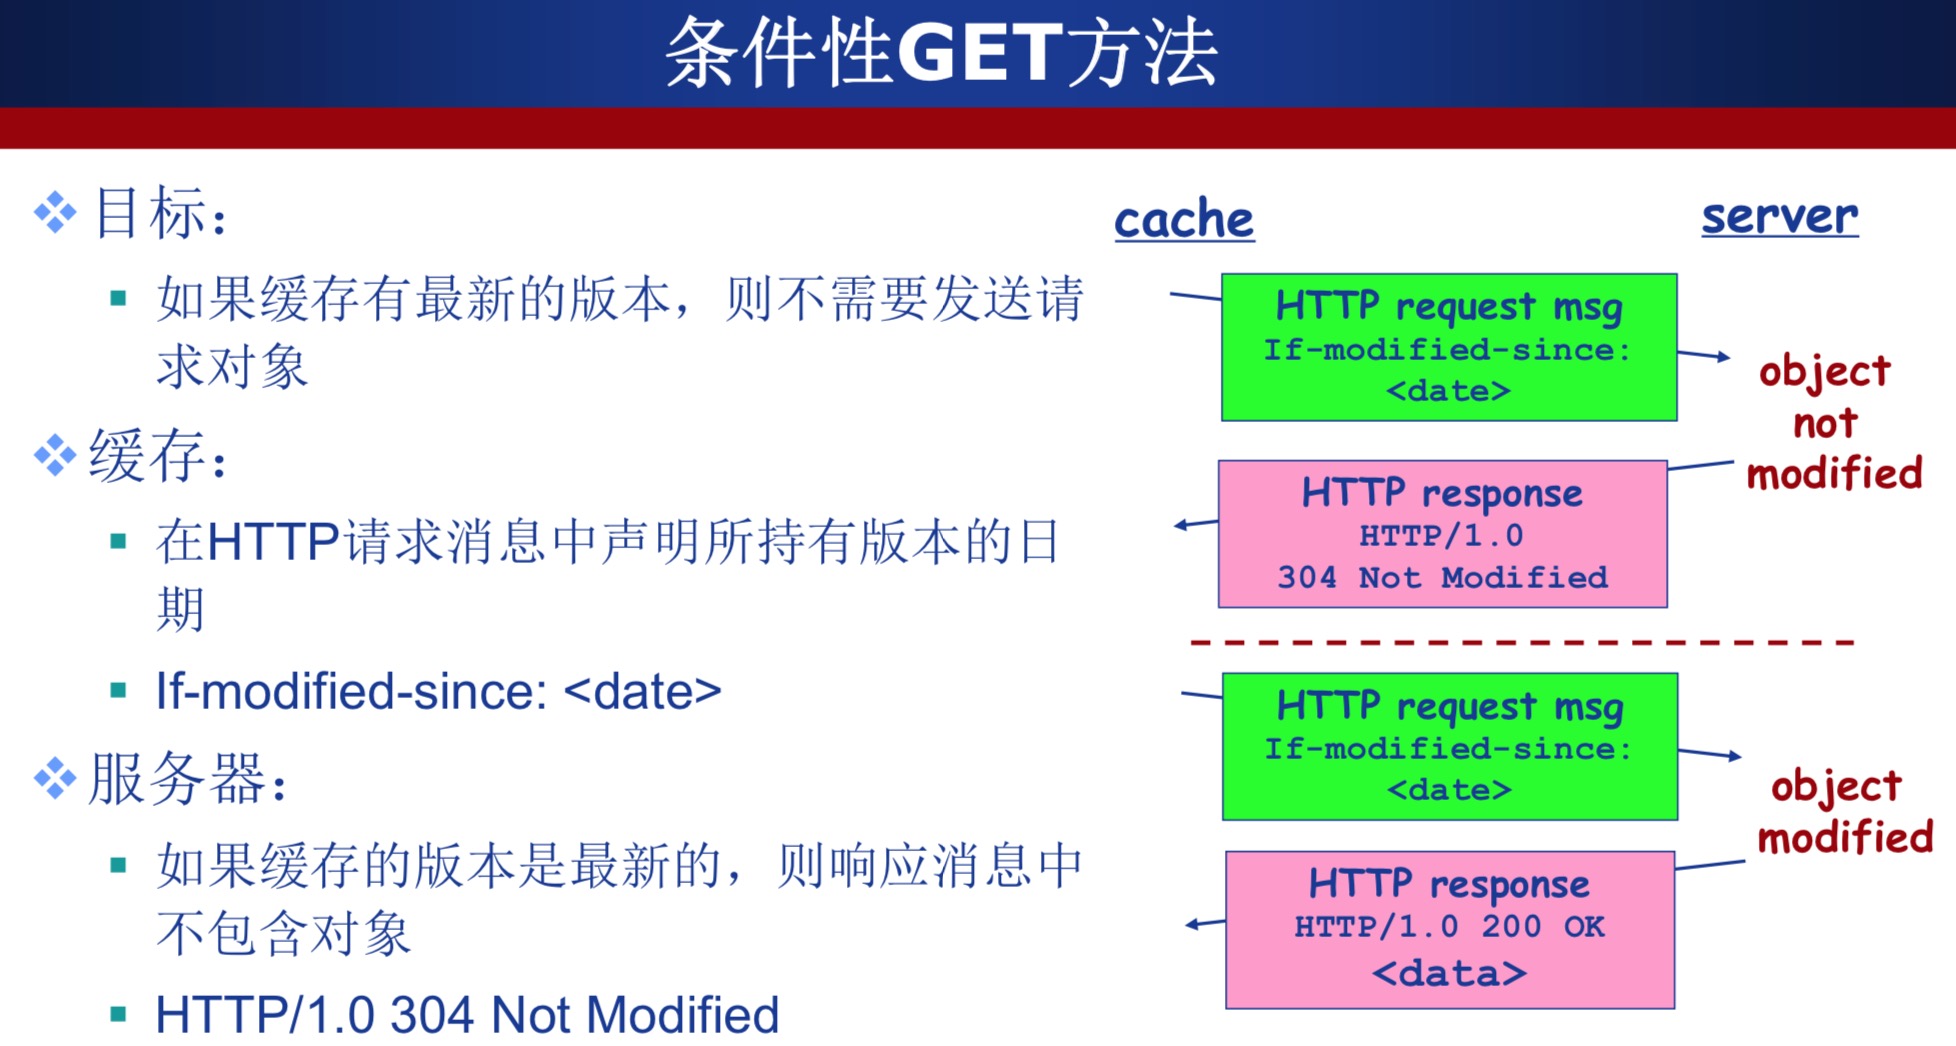 条件性GET方法
目标：
如果缓存有最新的版本，则不需要发送请
求对象
缓存：
在HTTP请求消息中声明所持有版本的日
期
If-modified-since: <date>
服务器：
如果缓存的版本是最新的，则响应消息中
不包含对象
HTTP/1.0 304 Not Modified
cache
server
HTTP request msg
If-modified-since:
<date>
object
not
modified
HTTP response
HTTP/1.0
304 Not Modified
HTTP request msg
If-modified-since:
<date>
object
modified
HTTP response
HTTP/1.0 200 OK
<data>